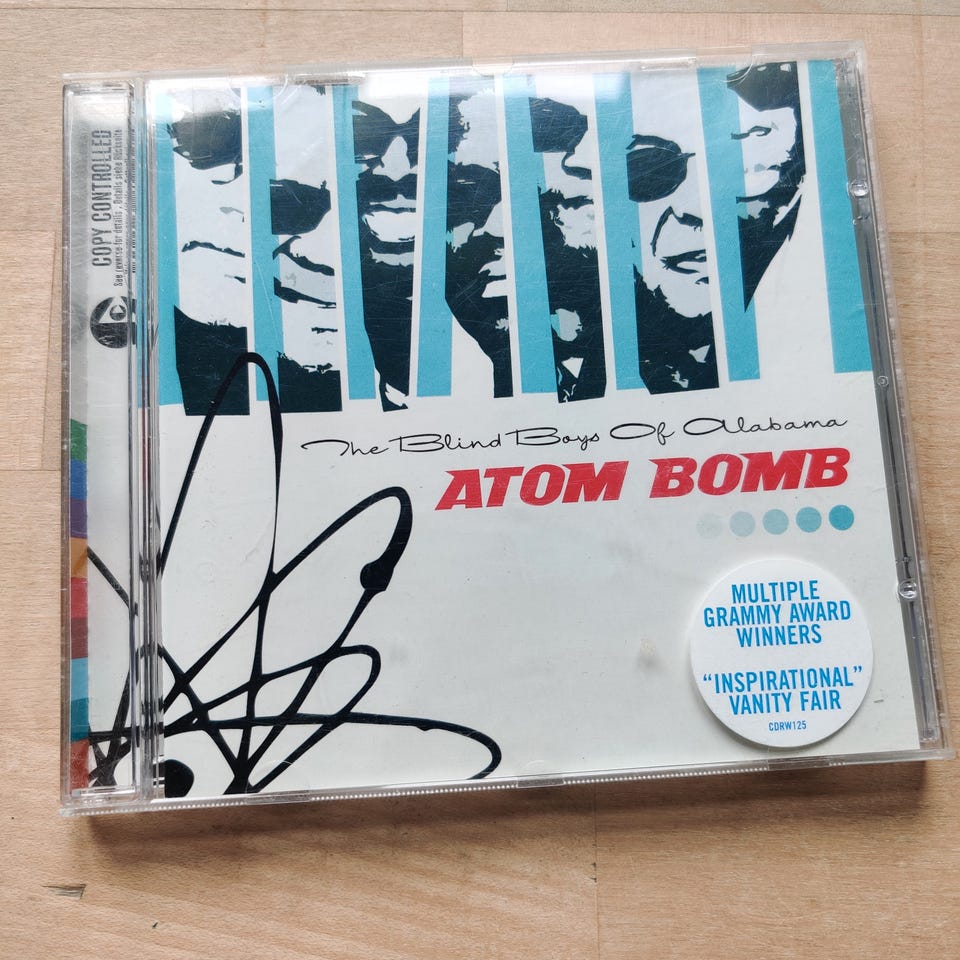 COPY CONTROLLED
See reverse for details . Details siehe Rückseite
The Blind Boys Of Alabama
ATOM BOMB
MULTIPLE
GRAMMY AWARD
WINNERS
“INSPIRATIONAL”
VANITY FAIR
CDRW125